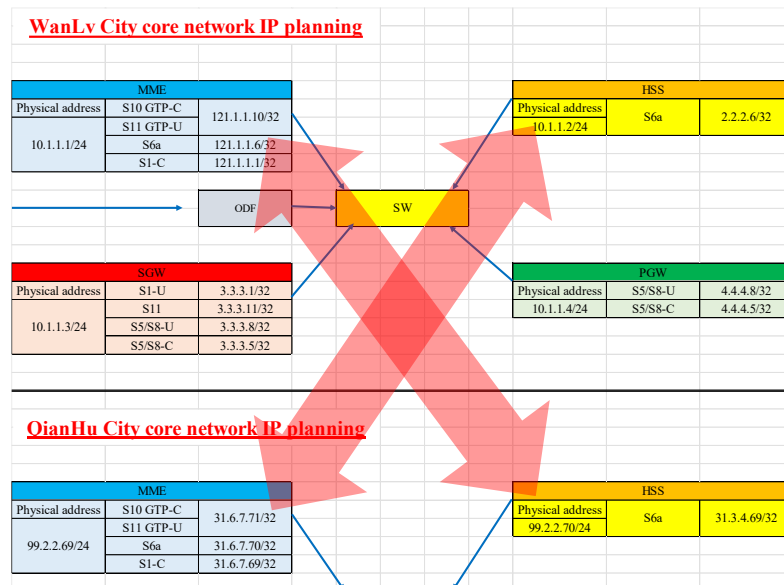 WanLv City core network IP planning
MME
Physical address S10 GTP-C 121.1.1.10/32
S11 GTP-U
10.1.1.1/24 S6a 121.1.1.6/32
S1-C 121.1.1.1/32
HSS
Physical address S6a 2.2.2.6/32
10.1.1.2/24
ODF
SW
SGW
Physical address S1-U 3.3.3.1/32
10.1.1.3/24 S11 3.3.3.11/32
S5/S8-U 3.3.3.8/32
S5/S8-C 3.3.3.5/32
PGW
Physical address S5/S8-U 4.4.4.8/32
10.1.1.4/24 S5/S8-C 4.4.4.5/32
QianHu City core network IP planning
MME
Physical address S10 GTP-C 31.6.7.71/32
S11 GTP-U
99.2.2.69/24 S6a 31.6.7.70/32
S1-C 31.6.7.69/32
HSS
Physical address S6a 31.3.4.69/32
99.2.2.70/24